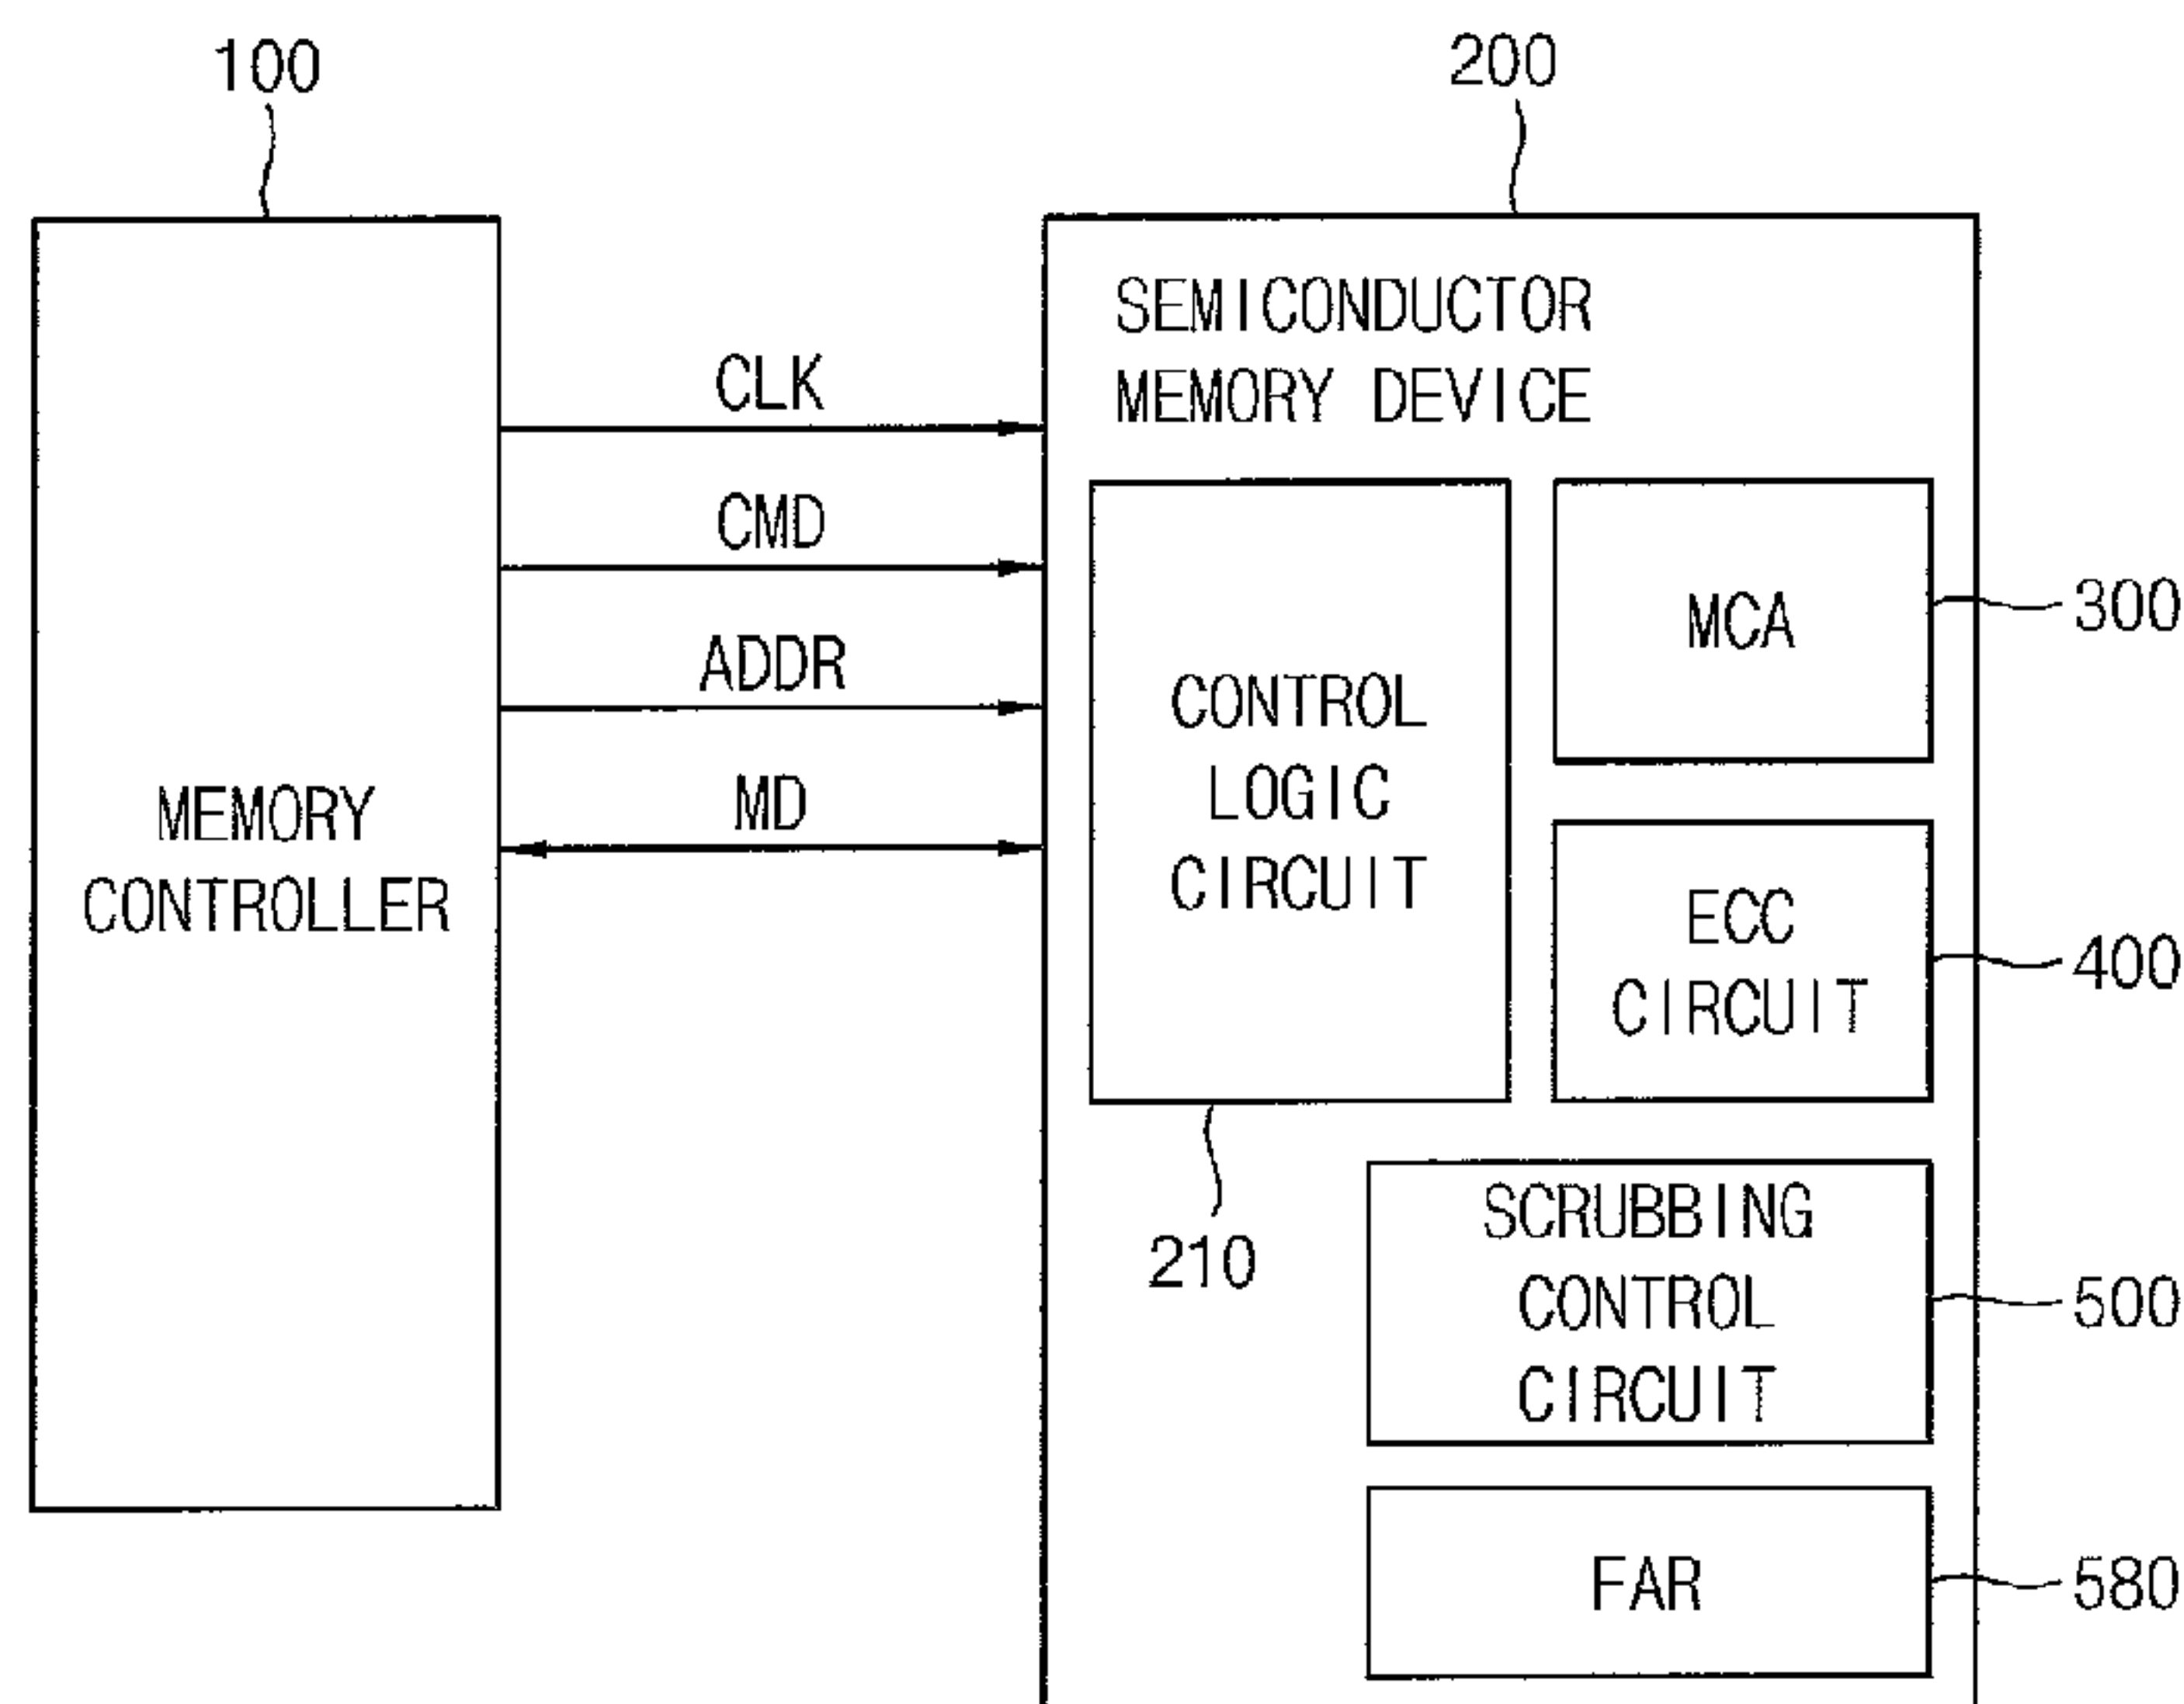 100
200
SEMICONDUCTOR
MEMORY DEVICE
CLK
CMD
ADDR
MD
MEMORY
CONTROLLER
CONTROL
LOGIC
CIRCUIT
210
MCA
300
ECC
CIRCUIT
400
SCRUBBING
CONTROL
CIRCUIT
500
FAR
580